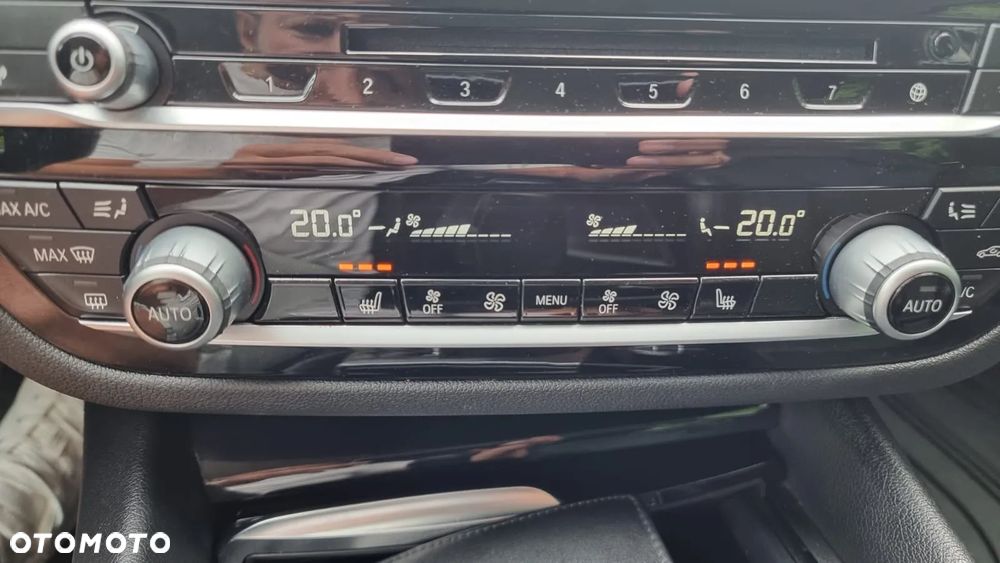 1 2 3 4 5 6 7
MAX A/C
20.0° 20.0°
MAX
AUTO OFF MENU OFF AUTO
A/C
OTOMOTO